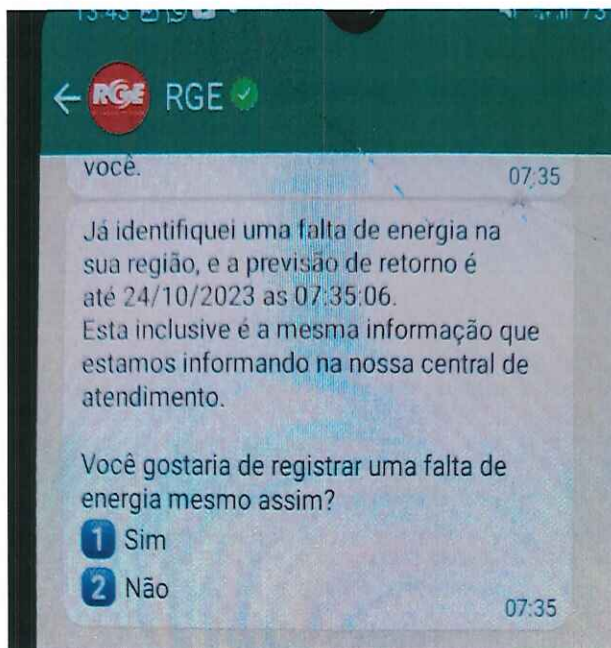 RGE RGE
você.
07:35
Já identifiquei uma falta de energia na
sua região, e a previsão de retorno é
até 24/10/2023 as 07:35:06.
Esta inclusive é a mesma informação que
estamos informando na nossa central de
atendimento.
Você gostaria de registrar uma falta de
energia mesmo assim?
1 Sim
2 Não
07:35